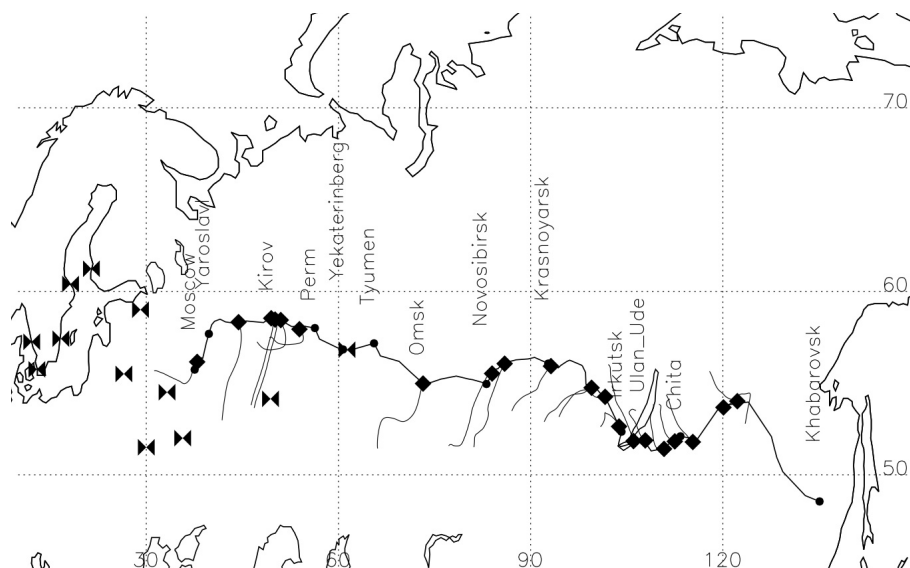 70
Yekaterinberg
Krasnoyarsk
Yaroslavl
Novosibirsk
Tyumen
Kirov
Perm
60
Moscow
Ulan_Ude
Omsk
Irkutsk
Chita
Khabarovsk
50
30
60
90
120